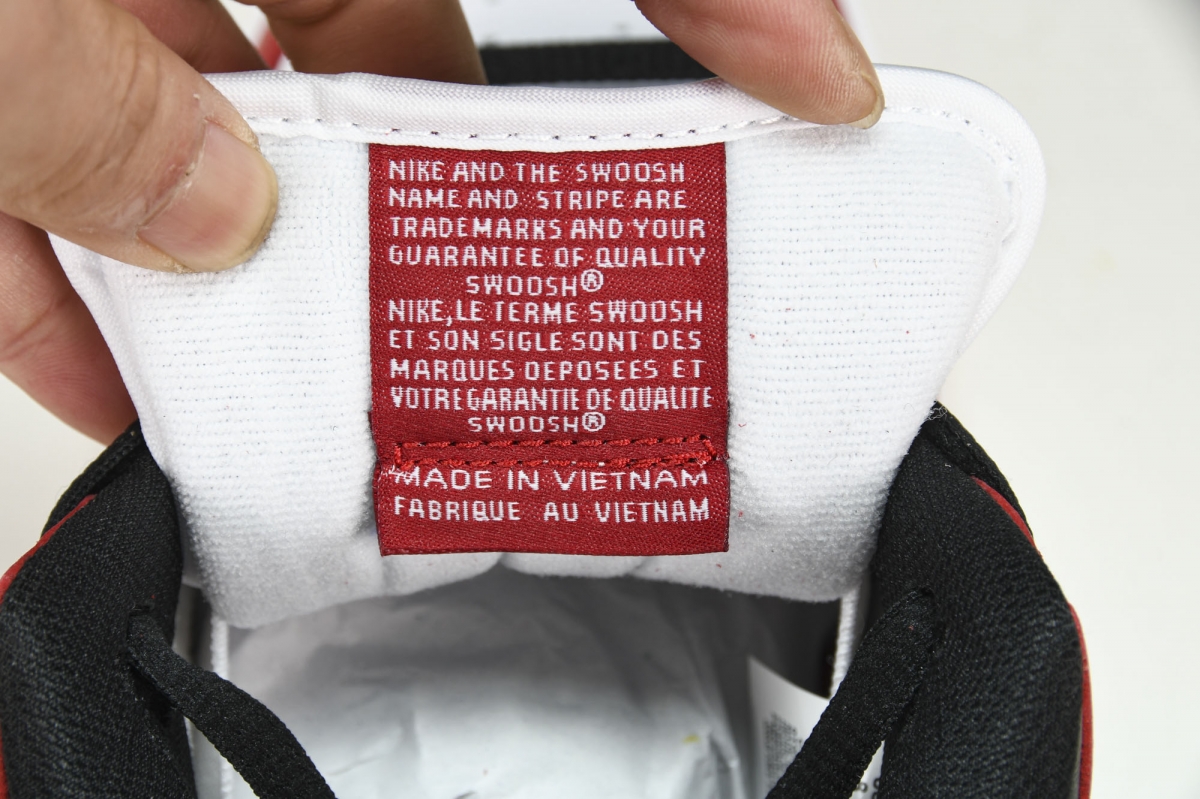 NIKE AND THE SWOOSH
NAME AND STRIPE ARE
TRADEMARKS AND YOUR
GUARANTEE OF QUALITY
SWOOSH®
NIKE, LE TERME SWOOSH
ET SON SIGLE SONT DES
MARQUES DEPOSEES ET
VOTRE GARANTIE DE QUALITE
SWOOSH®
MADE IN VIETNAM
FABRIQUE AU VIETNAM